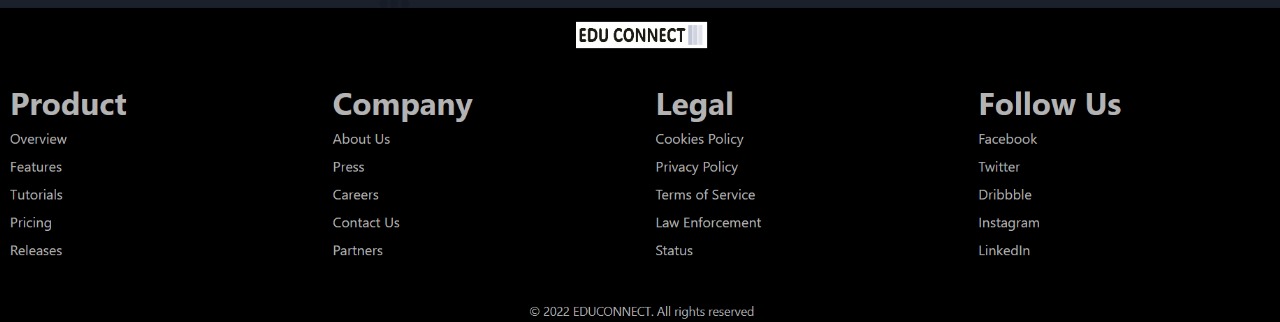 EDU CONNECT
Product
Overview
Features
Tutorials
Pricing
Releases
Company
About Us
Press
Careers
Contact Us
Partners
Legal
Cookies Policy
Privacy Policy
Terms of Service
Law Enforcement
Status
Follow Us
Facebook
Twitter
Dribbble
Instagram
LinkedIn
© 2022 EDUCONNECT. All rights reserved